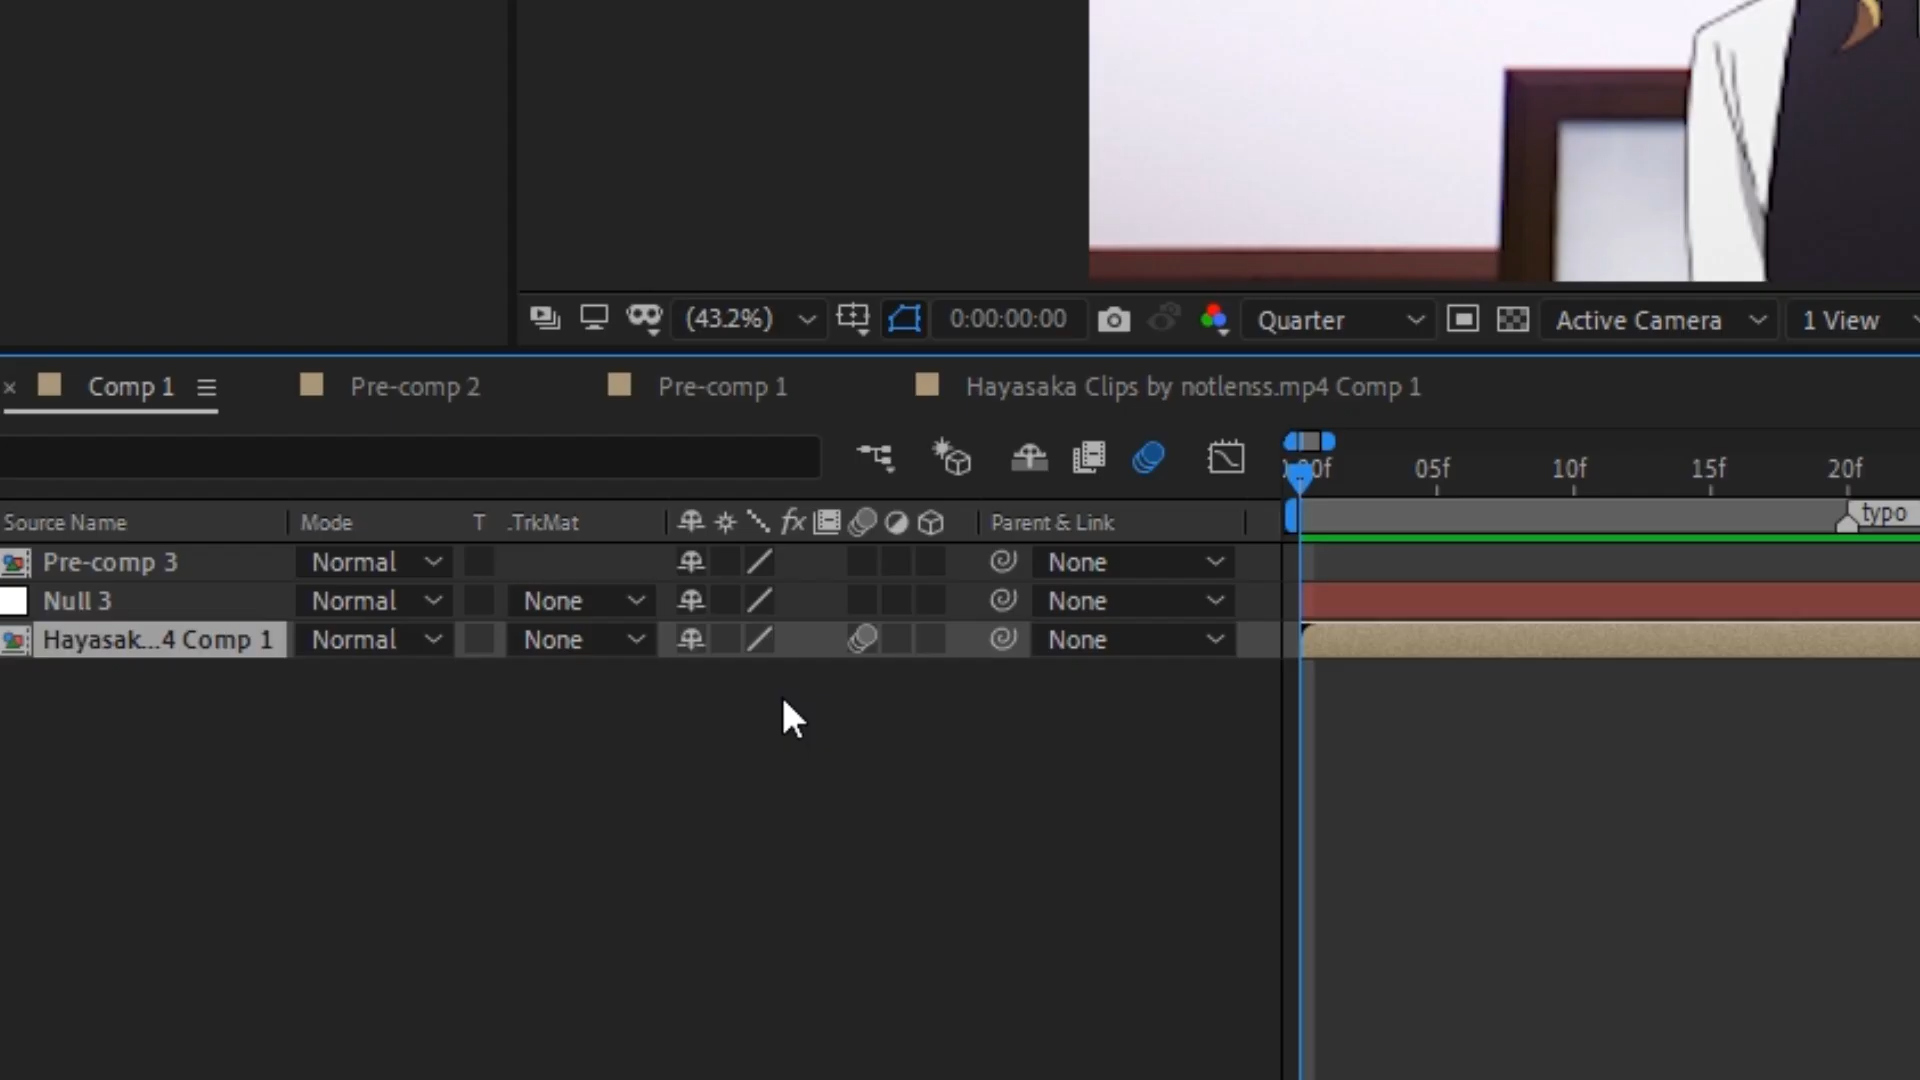 (43.2%) 0:00:00:00 Quarter Active Camera 1 View
× Comp 1 Pre-comp 2 Pre-comp 1 Hayasaka Clips by notlenss.mp4 Comp 1
05f 10f 15f 20f
Source Name Mode T .TrkMat fx Parent & Link typo
Pre-comp 3 Normal None
Null 3 Normal None None
Hayasak...4 Comp 1 Normal None None